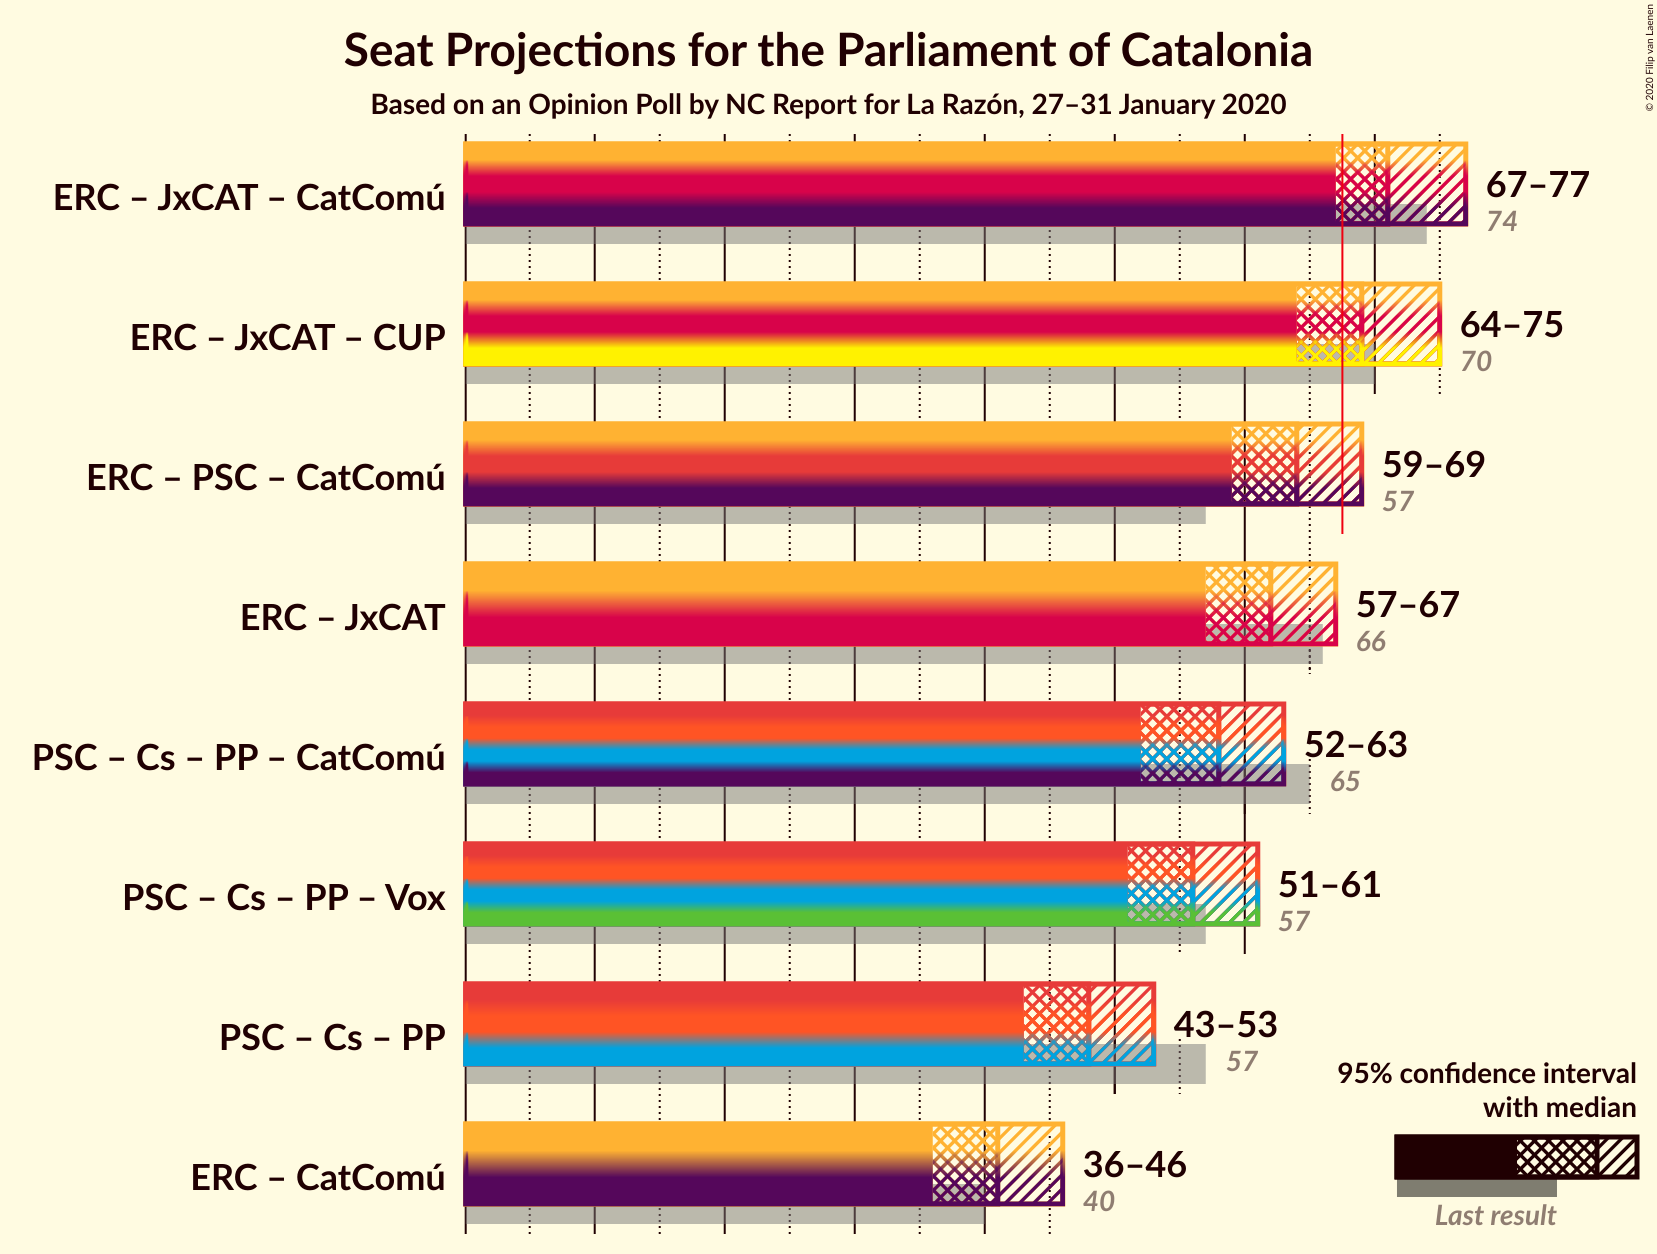 Seat Projections for the Parliament of Catalonia
Based on an Opinion Poll by NC Report for La Razón, 27–31 January 2020
© 2020 Filip van Laenen
ERC – JxCAT – CatComú
67–77
74
ERC – JxCAT – CUP
64–75
70
ERC – PSC – CatComú
59–69
57
ERC – JxCAT
57–67
66
PSC – Cs – PP – CatComú
52–63
65
PSC – Cs – PP – Vox
51–61
57
PSC – Cs – PP
43–53
57
ERC – CatComú
36–46
40
95% confidence interval
with median
Last result